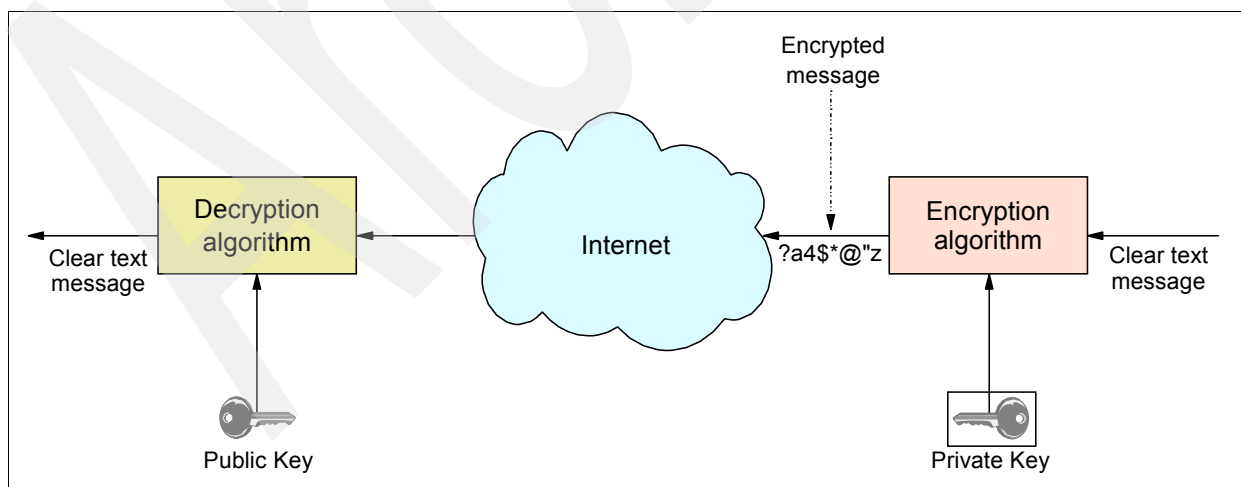 Encrypted
message
Decryption
algorithm
Internet
?a4$*@"z
Encryption
algorithm
Clear text
message
Clear text
message
Public Key
Private Key